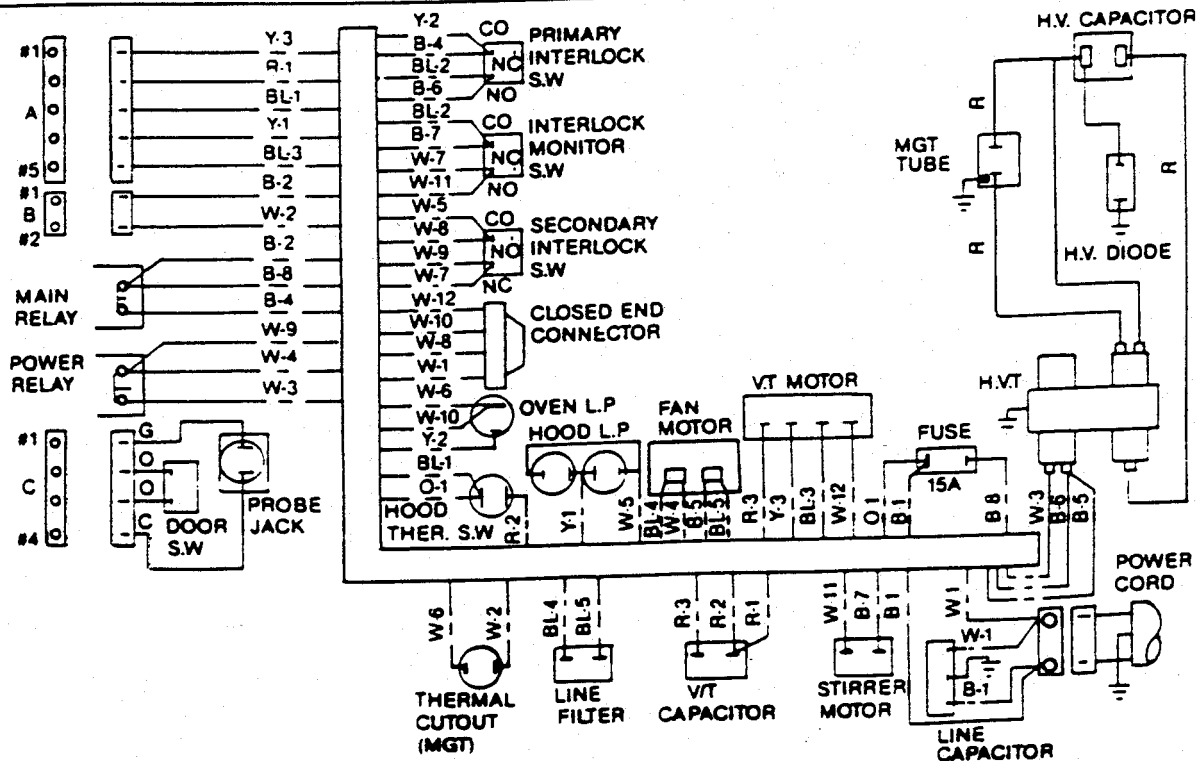 #1
A
#5
#1
B
#2
MAIN
RELAY
POWER
RELAY
#1
C
#4
Y-3
R-1
BL-1
Y-1
BL-3
B-2
W-2
B-2
B-8
B-4
W-9
W-4
W-3
G
O
O
C
DOOR
S.W
PROBE
JACK
Y-2
B-4
BL-2
B-6
BL-2
B-7
W-7
W-11
W-5
W-8
W-9
W-7
W-12
W-10
W-8
W-1
W-6
W-10
Y-2
BL-1
O-1
CO
NC
NO
PRIMARY
INTERLOCK
S.W
CO
NC
NO
INTERLOCK
MONITOR
S.W
CO
NO
NC
SECONDARY
INTERLOCK
S.W
CLOSED END
CONNECTOR
OVEN L.P
HOOD L.P
HOOD
THER. S.W
FAN
MOTOR
V.T MOTOR
FUSE
15A
R-2
Y-1
W-5
BL-4
W-4
B-5
BL-5
R-3
Y-3
BL-3
W-12
O 1
B-1
B 8
W-3
B-6
B-5
H.V. CAPACITOR
R
MGT
TUBE
R
R
H.V. DIODE
H.V.T
POWER
CORD
W-6
W-2
BL-4
BL-5
R-3
R-2
R-1
W-11
B-7
B 1
W 1
W-1
B-1
THERMAL
CUTOUT
(MGT)
LINE
FILTER
V/T
CAPACITOR
STIRRER
MOTOR
LINE
CAPACITOR